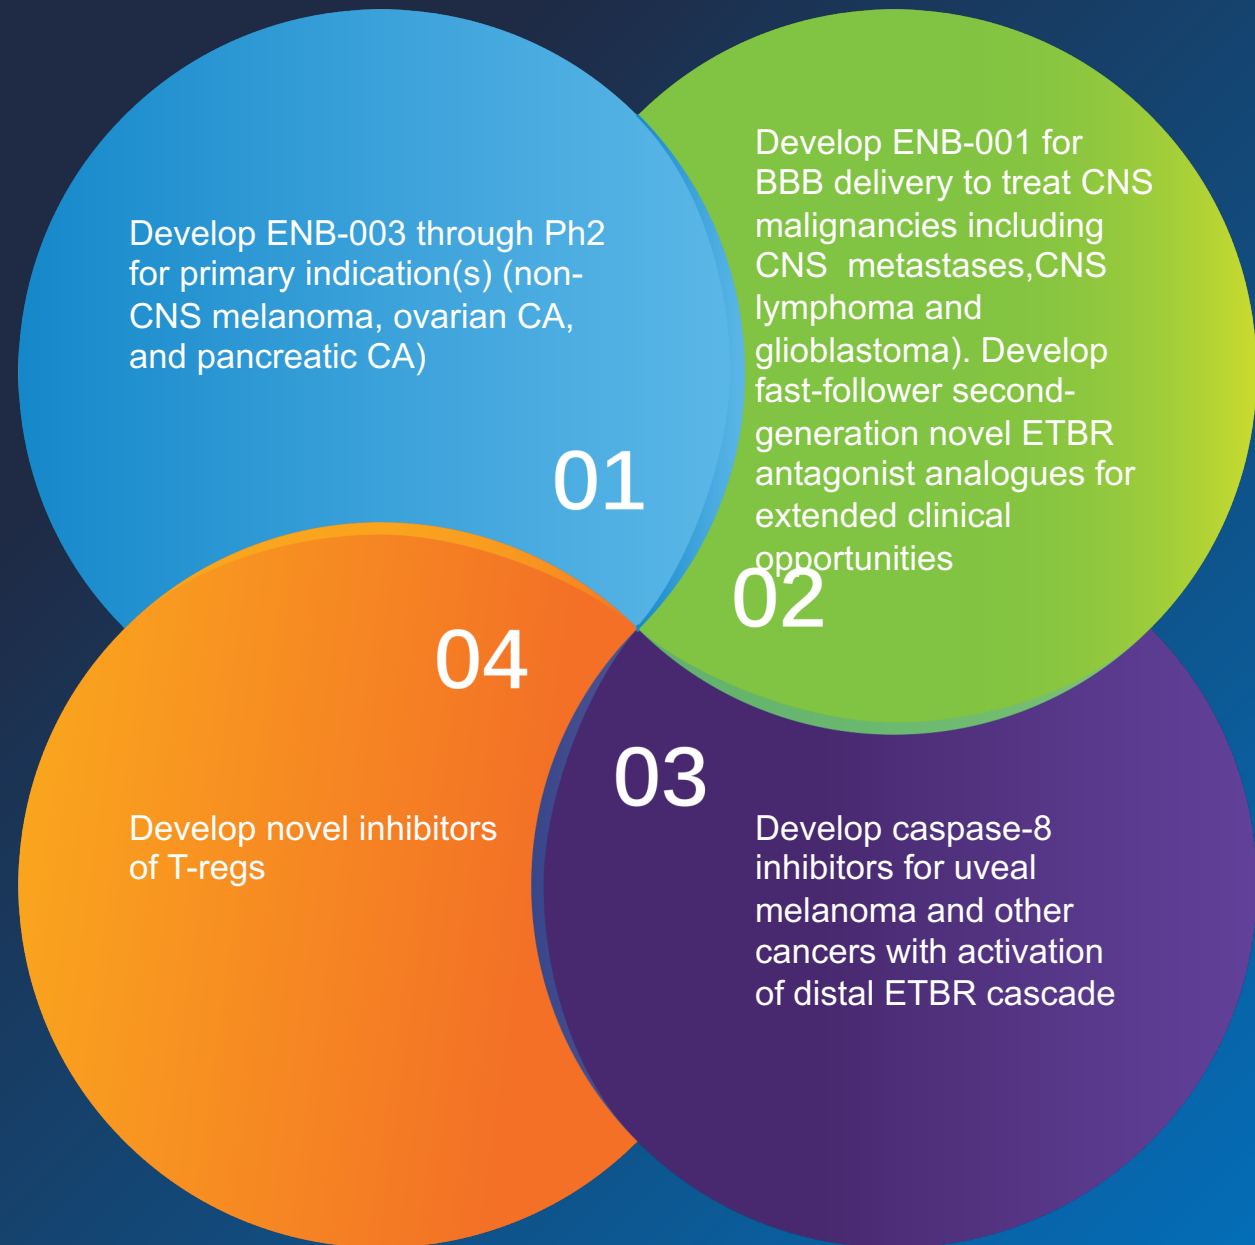 Develop ENB-003 through Ph2
for primary indication(s) (non-
CNS melanoma, ovarian CA,
and pancreatic CA)
01
Develop ENB-001 for
BBB delivery to treat CNS
malignancies including
CNS  metastases,CNS
lymphoma and
glioblastoma). Develop
fast-follower second-
generation novel ETBR
antagonist analogues for
extended clinical
opportunities
02
03
Develop caspase-8
inhibitors for uveal
melanoma and other
cancers with activation
of distal ETBR cascade
04
Develop novel inhibitors
of T-regs